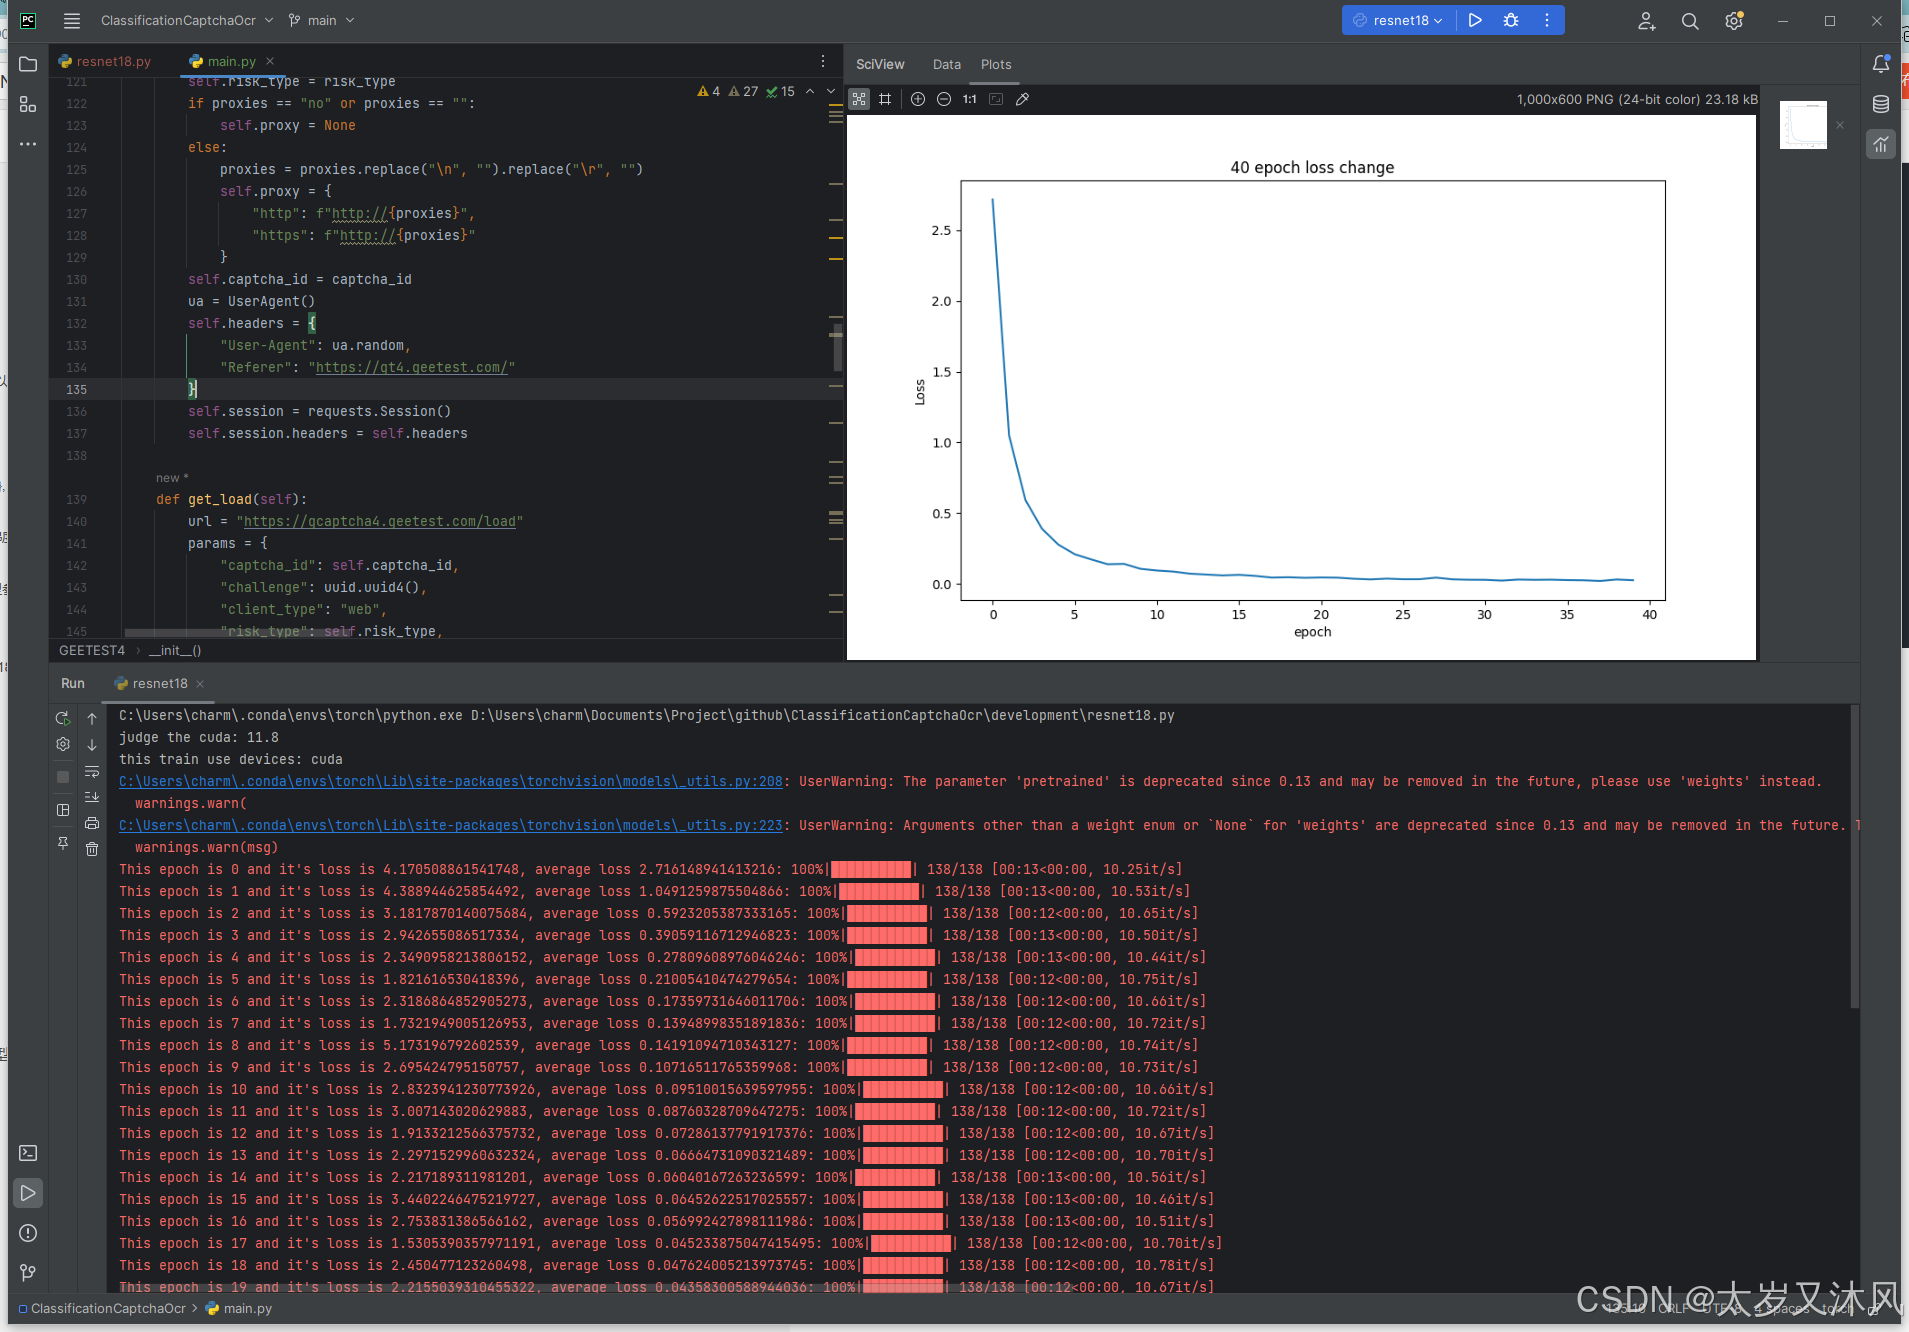 ClassificationCaptchaOcr main resnet18
resnet18.py main.py
4 27 15
121 self.risk_type = risk_type
122 if proxies == "no" or proxies == "":
123 self.proxy = None
124 else:
125 proxies = proxies.replace("\n", "").replace("\r", "")
126 self.proxy = {
127 "http": f"http://{proxies}",
128 "https": f"http://{proxies}"
129 }
130 self.captcha_id = captcha_id
131 ua = UserAgent()
132 self.headers = {
133 "User-Agent": ua.random,
134 "Referer": "https://gt4.geetest.com/"
135 }
136 self.session = requests.Session()
137 self.session.headers = self.headers
138
new *
139 def get_load(self):
140 url = "https://gcaptcha4.geetest.com/load"
141 params = {
142 "captcha_id": self.captcha_id,
143 "challenge": uuid.uuid4(),
144 "client_type": "web",
145 "risk_type": self.risk_type,
GEETEST4 › __init__()
SciView Data Plots
1:1 1,000x600 PNG (24-bit color) 23.18 kB
40 epoch loss change
Loss
2.5
2.0
1.5
1.0
0.5
0.0
0 5 10 15 20 25 30 35 40
epoch
Run resnet18
C:\Users\charm\.conda\envs\torch\python.exe D:\Users\charm\Documents\Project\github\ClassificationCaptchaOcr\development\resnet18.py
judge the cuda: 11.8
this train use devices: cuda
C:\Users\charm\.conda\envs\torch\Lib\site-packages\torchvision\models\_utils.py:208: UserWarning: The parameter 'pretrained' is deprecated since 0.13 and may be removed in the future, please use 'weights' instead.
warnings.warn(
C:\Users\charm\.conda\envs\torch\Lib\site-packages\torchvision\models\_utils.py:223: UserWarning: Arguments other than a weight enum or `None` for 'weights' are deprecated since 0.13 and may be removed in the future.
warnings.warn(msg)
This epoch is 0 and it's loss is 4.170508861541748, average loss 2.716148941413216: 100%|██████████| 138/138 [00:13<00:00, 10.25it/s]
This epoch is 1 and it's loss is 4.388944625854492, average loss 1.0491259875504866: 100%|██████████| 138/138 [00:13<00:00, 10.53it/s]
This epoch is 2 and it's loss is 3.1817870140075684, average loss 0.5923205387333165: 100%|██████████| 138/138 [00:12<00:00, 10.65it/s]
This epoch is 3 and it's loss is 2.942655086517334, average loss 0.39059116712946823: 100%|██████████| 138/138 [00:13<00:00, 10.50it/s]
This epoch is 4 and it's loss is 2.3490958213806152, average loss 0.27809608976046246: 100%|██████████| 138/138 [00:13<00:00, 10.44it/s]
This epoch is 5 and it's loss is 1.821616530418396, average loss 0.21005410474279654: 100%|██████████| 138/138 [00:12<00:00, 10.75it/s]
This epoch is 6 and it's loss is 2.3186864852905273, average loss 0.17359731646011706: 100%|██████████| 138/138 [00:12<00:00, 10.66it/s]
This epoch is 7 and it's loss is 1.7321949005126953, average loss 0.13948998351891836: 100%|██████████| 138/138 [00:12<00:00, 10.72it/s]
This epoch is 8 and it's loss is 5.173196792602539, average loss 0.14191094710343127: 100%|██████████| 138/138 [00:12<00:00, 10.74it/s]
This epoch is 9 and it's loss is 2.695424795150757, average loss 0.10716511765359968: 100%|██████████| 138/138 [00:12<00:00, 10.73it/s]
This epoch is 10 and it's loss is 2.8323941230773926, average loss 0.09510015639597955: 100%|██████████| 138/138 [00:12<00:00, 10.66it/s]
This epoch is 11 and it's loss is 3.007143020629883, average loss 0.08760328709647275: 100%|██████████| 138/138 [00:12<00:00, 10.72it/s]
This epoch is 12 and it's loss is 1.9133212566375732, average loss 0.07286137791917376: 100%|██████████| 138/138 [00:12<00:00, 10.67it/s]
This epoch is 13 and it's loss is 2.2971529960632324, average loss 0.06664731090321489: 100%|██████████| 138/138 [00:12<00:00, 10.70it/s]
This epoch is 14 and it's loss is 2.217189311981201, average loss 0.06040167263236599: 100%|██████████| 138/138 [00:13<00:00, 10.56it/s]
This epoch is 15 and it's loss is 3.4402246475219727, average loss 0.06452622517025557: 100%|██████████| 138/138 [00:13<00:00, 10.46it/s]
This epoch is 16 and it's loss is 2.753831386566162, average loss 0.056992427898111986: 100%|██████████| 138/138 [00:13<00:00, 10.51it/s]
This epoch is 17 and it's loss is 1.5305390357971191, average loss 0.045233875047415495: 100%|██████████| 138/138 [00:12<00:00, 10.70it/s]
This epoch is 18 and it's loss is 2.450477123260498, average loss 0.047624005213973745: 100%|██████████| 138/138 [00:12<00:00, 10.78it/s]
This epoch is 19 and it's loss is 2.2155039310455322, average loss 0.04358300588944036: 100%|██████████| 138/138 [00:12<00:00, 10.67it/s]
ClassificationCaptchaOcr › main.py
CRLF UTF-8 4 spaces torch
CSDN @太岁又沐风